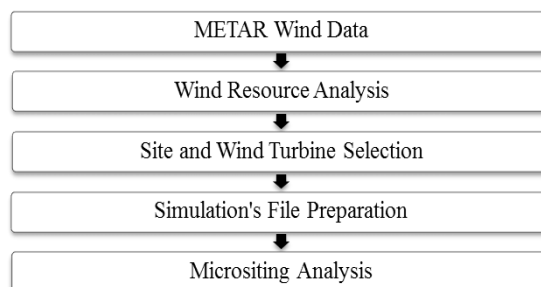 METAR Wind Data
Wind Resource Analysis
Site and Wind Turbine Selection
Simulation's File Preparation
Micrositing Analysis